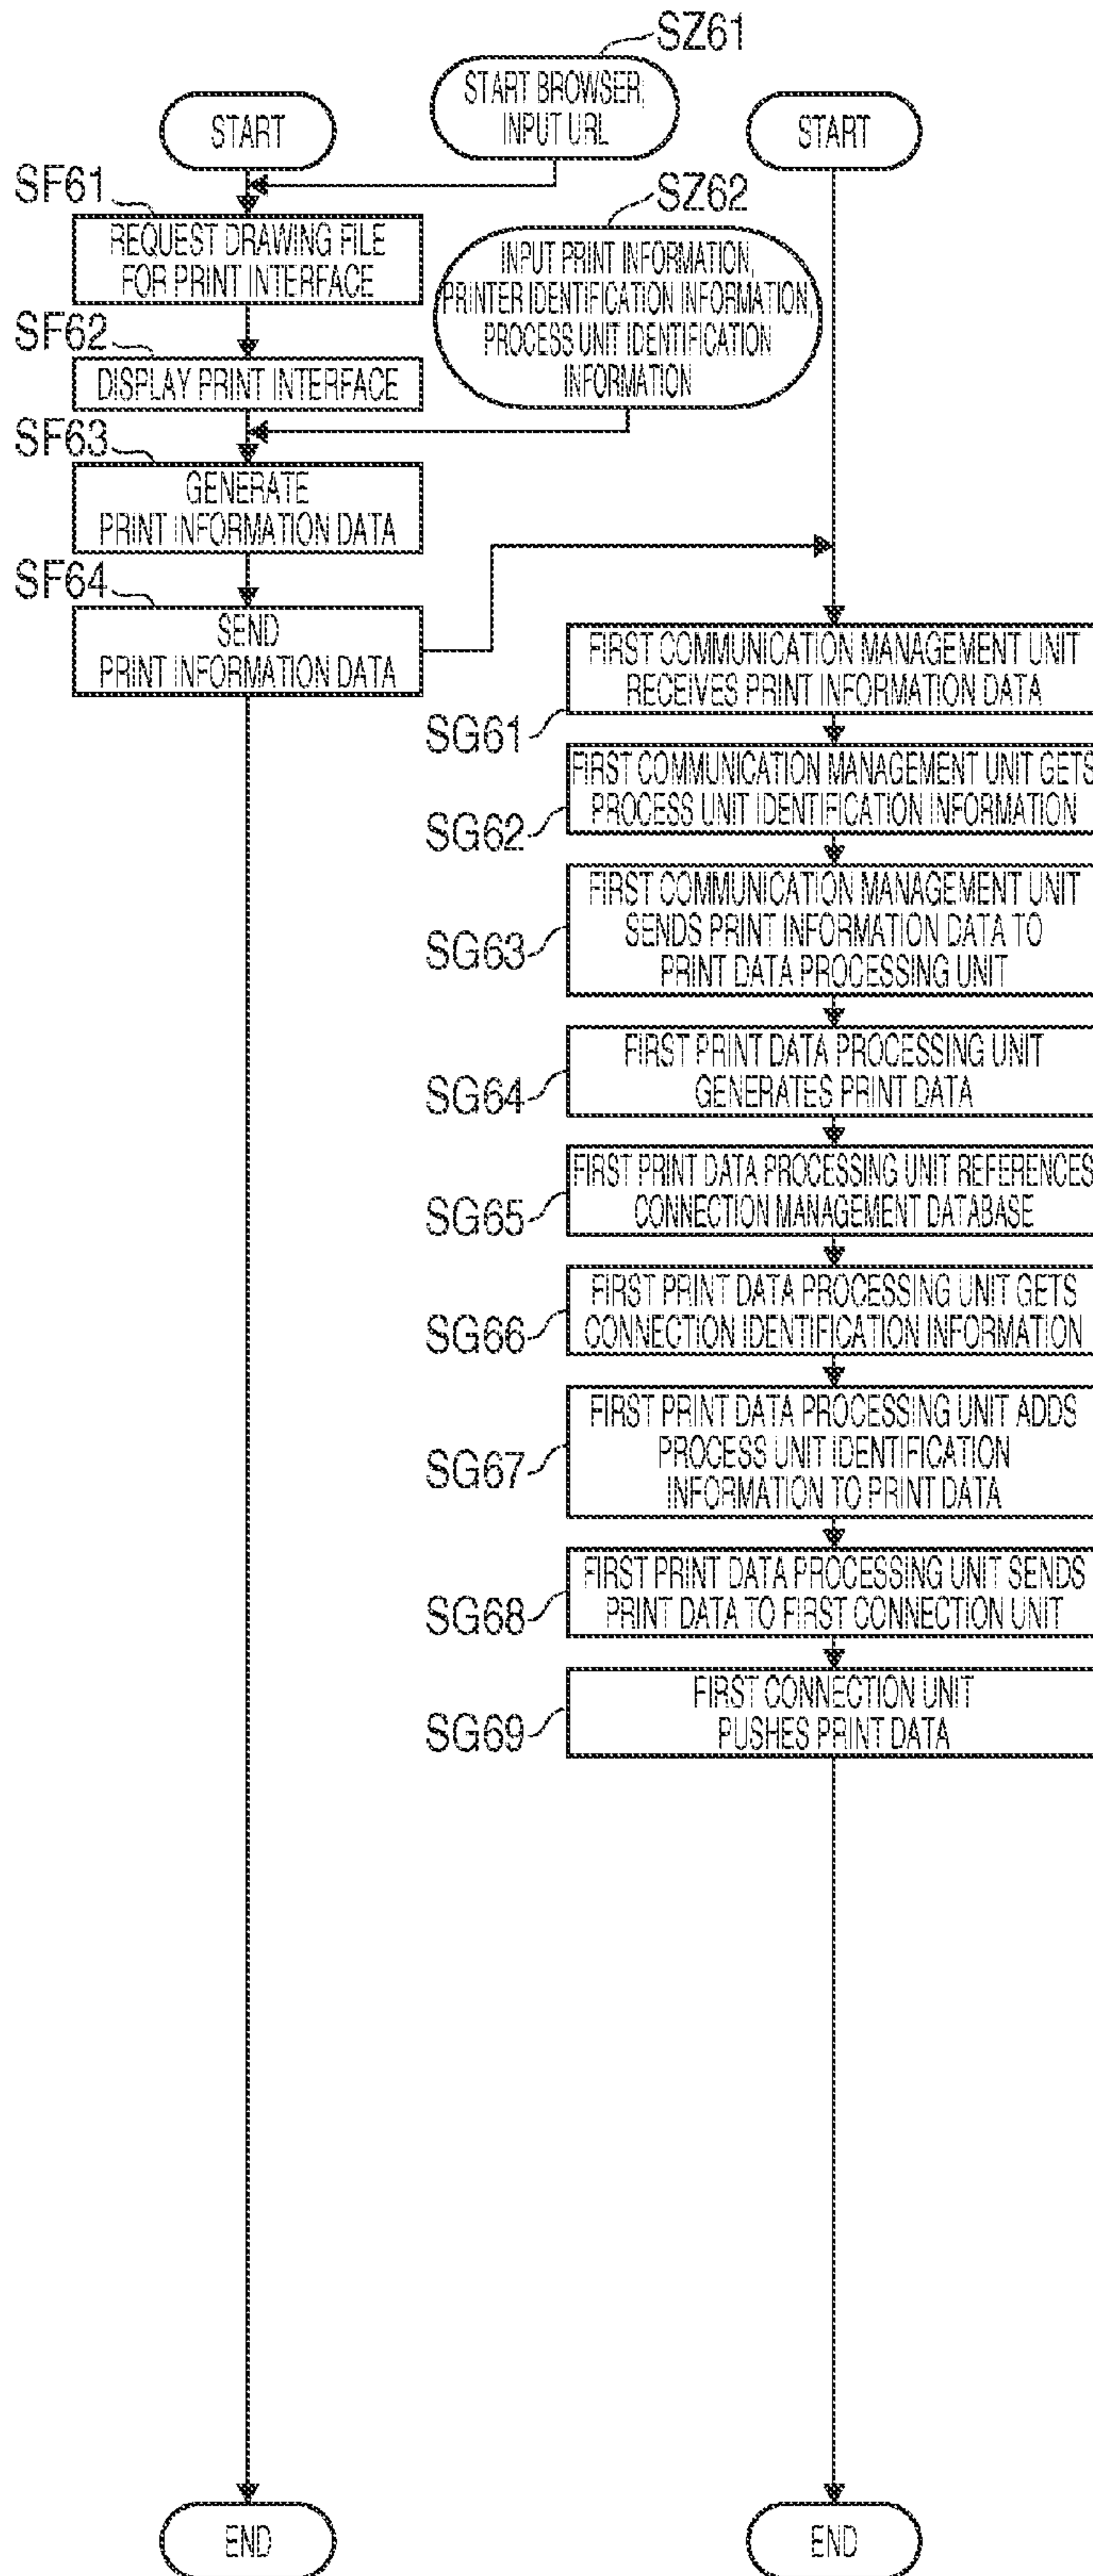 SZ61
START BROWSER,
INPUT URL
START
START
SF61
REQUEST DRAWING FILE
FOR PRINT INTERFACE
SZ62
INPUT PRINT INFORMATION,
PRINTER IDENTIFICATION INFORMATION,
PROCESS UNIT IDENTIFICATION
INFORMATION
SF62
DISPLAY PRINT INTERFACE
SF63
GENERATE
PRINT INFORMATION DATA
SF64
SEND
PRINT INFORMATION DATA
FIRST COMMUNICATION MANAGEMENT UNIT
RECEIVES PRINT INFORMATION DATA
SG61
FIRST COMMUNICATION MANAGEMENT UNIT GETS
PROCESS UNIT IDENTIFICATION INFORMATION
SG62
FIRST COMMUNICATION MANAGEMENT UNIT
SENDS PRINT INFORMATION DATA TO
PRINT DATA PROCESSING UNIT
SG63
FIRST PRINT DATA PROCESSING UNIT
GENERATES PRINT DATA
SG64
FIRST PRINT DATA PROCESSING UNIT REFERENCES
CONNECTION MANAGEMENT DATABASE
SG65
FIRST PRINT DATA PROCESSING UNIT GETS
CONNECTION IDENTIFICATION INFORMATION
SG66
FIRST PRINT DATA PROCESSING UNIT ADDS
PROCESS UNIT IDENTIFICATION
INFORMATION TO PRINT DATA
SG67
FIRST PRINT DATA PROCESSING UNIT SENDS
PRINT DATA TO FIRST CONNECTION UNIT
SG68
FIRST CONNECTION UNIT
PUSHES PRINT DATA
SG69
END
END